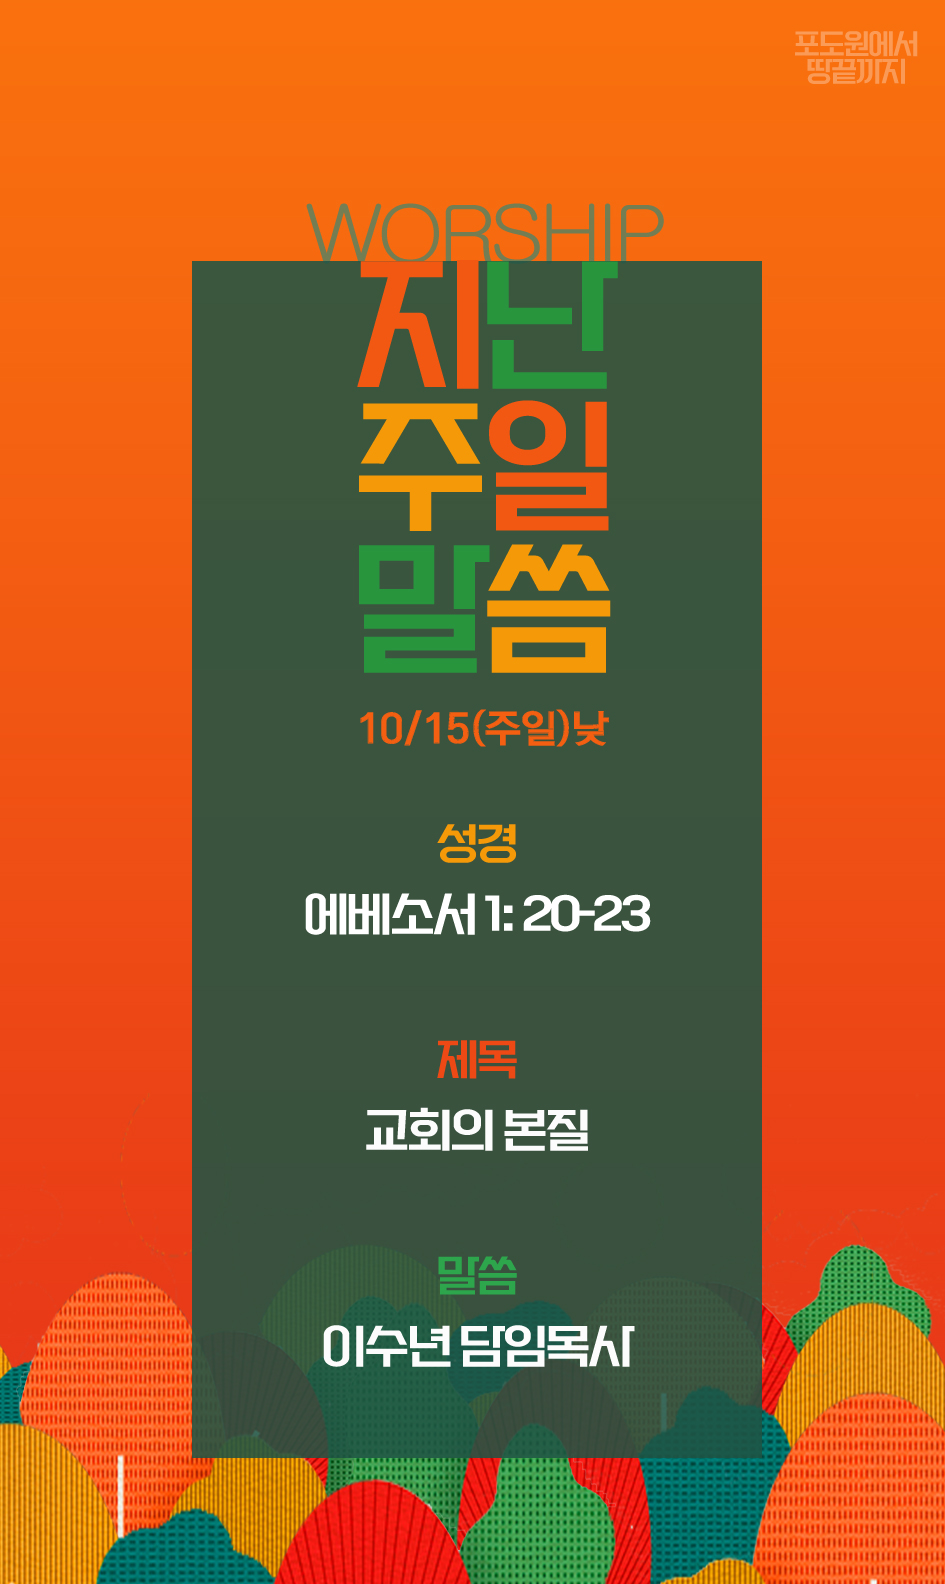 포도원에서
땅끝까지
WORSHIP
지난
주일
말씀
10/15(주일)낮
성경
에베소서 1: 20-23
제목
교회의 본질
말씀
이수년 담임목사